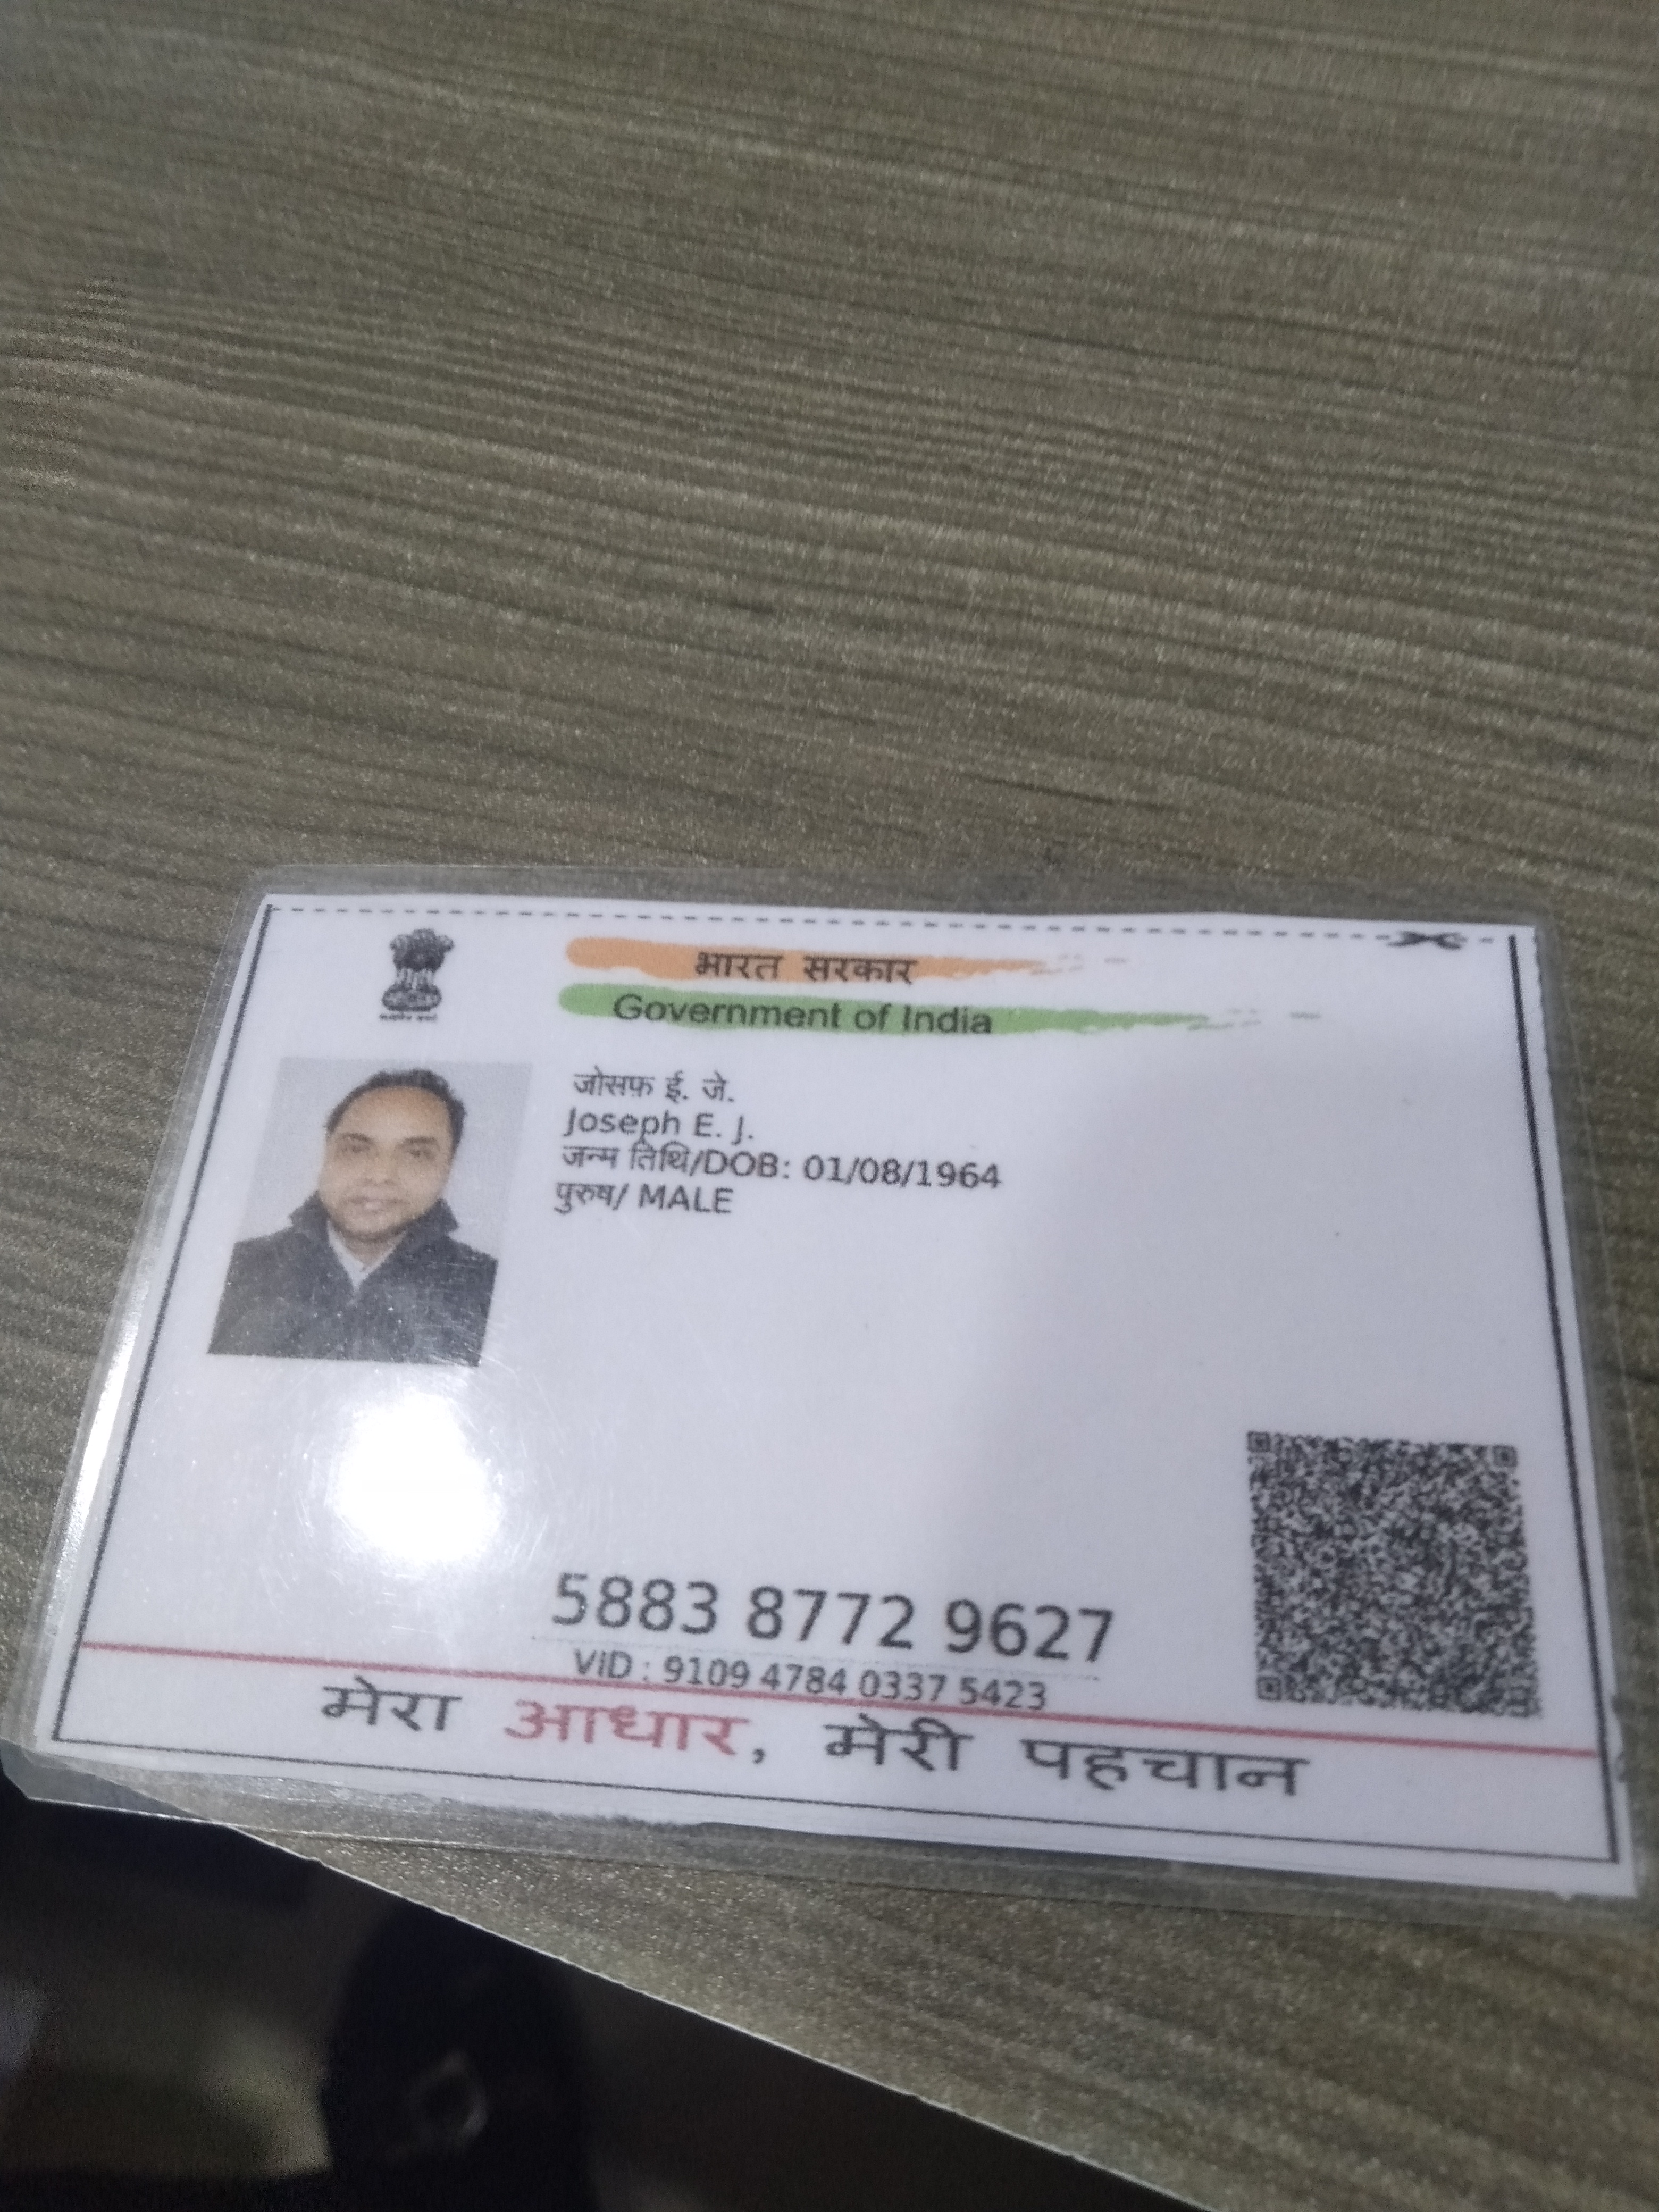 भारत सरकार
Government of India
जोसफ़ ई. जे.
Joseph E. J.
जन्म तिथि/DOB: 01/08/1964
पुरुष/ MALE
5883 8772 9627
VID : 9109 4784 0337 5423
मेरा आधार, मेरी पहचान